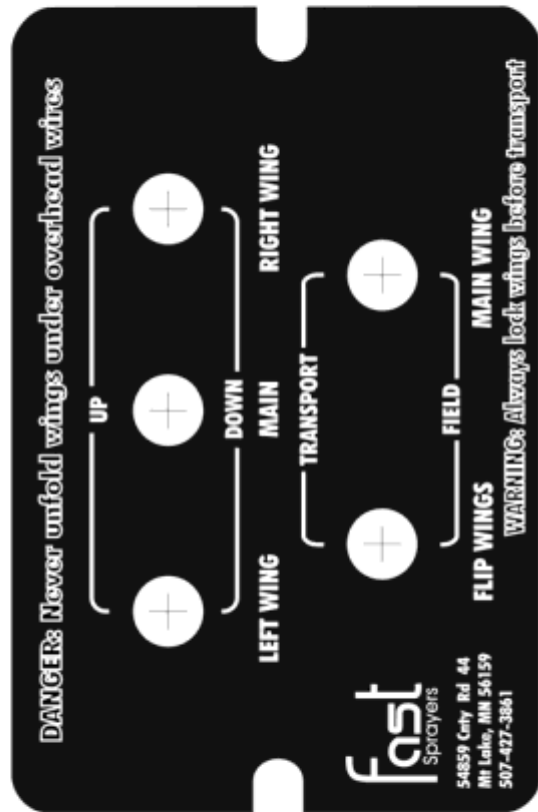 DANGER: Never unfold wings under overhead wires
UP
DOWN
LEFT WING
MAIN
RIGHT WING
TRANSPORT
FIELD
FLIP WINGS
MAIN WING
WARNING: Always lock wings before transport
fast
Sprayers
54859 Cnty Rd 44
Mt Lake, MN 56159
507-427-3861